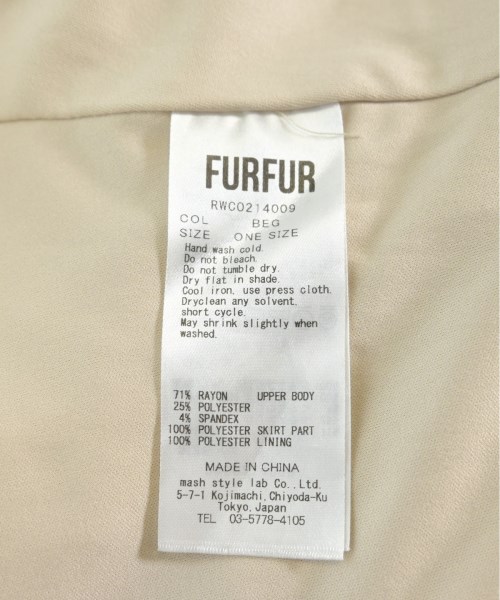 FURFUR
RWCO214009
COL BEG
SIZE ONE SIZE
Hand wash cold.
Do not bleach.
Do not tumble dry.
Dry flat in shade.
Cool iron, use press cloth.
Dryclean any solvent,
short cycle.
May shrink slightly when
washed.
71% RAYON UPPER BODY
25% POLYESTER
4% SPANDEX
100% POLYESTER SKIRT PART
100% POLYESTER LINING
MADE IN CHINA
mash style lab Co.,Ltd.
5-7-1 Kojimachi,Chiyoda-Ku
Tokyo,Japan
TEL 03-5778-4105